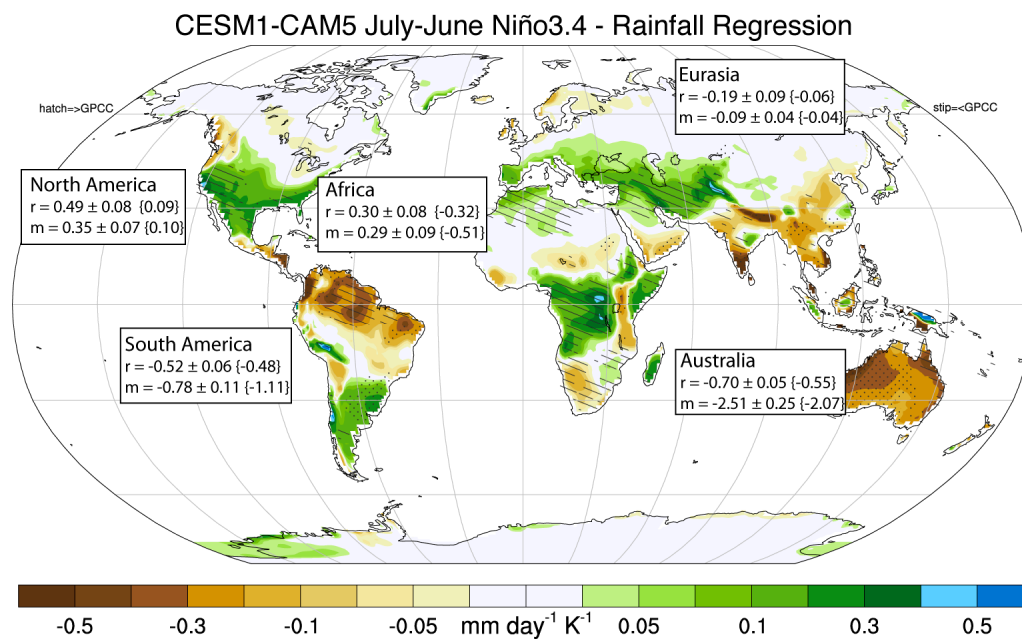 CESM1-CAM5 July-June Niño3.4 - Rainfall Regression
hatch=>GPCC
stip=<GPCC
Eurasia
r = -0.19 ± 0.09 {-0.06}
m = -0.09 ± 0.04 {-0.04}
North America
r = 0.49 ± 0.08 {0.09}
m = 0.35 ± 0.07 {0.10}
Africa
r = 0.30 ± 0.08 {-0.32}
m = 0.29 ± 0.09 {-0.51}
South America
r = -0.52 ± 0.06 {-0.48}
m = -0.78 ± 0.11 {-1.11}
Australia
r = -0.70 ± 0.05 {-0.55}
m = -2.51 ± 0.25 {-2.07}
-0.5 -0.3 -0.1 -0.05 mm day⁻¹ K⁻¹ 0.05 0.1 0.3 0.5